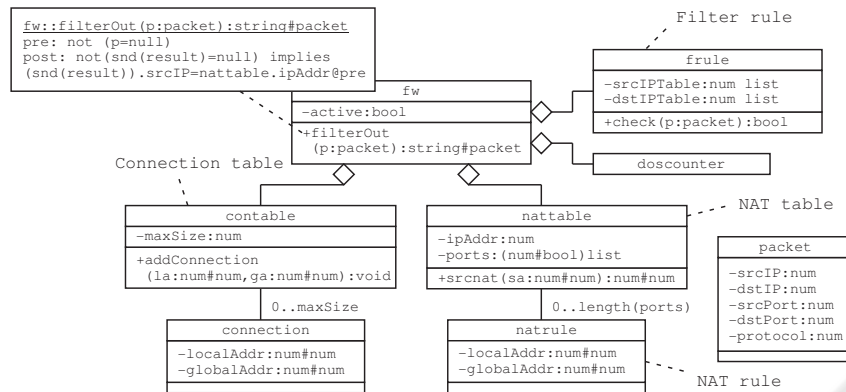 fw::filterOut(p:packet):string#packet
pre: not (p=null)
post: not(snd(result)=null) implies
(snd(result)).srcIP=nattable.ipAddr@pre
Filter rule
fw
-active:bool
+filterOut
(p:packet):string#packet
frule
-srcIPTable:num list
-dstIPTable:num list
+check(p:packet):bool
doscounter
Connection table
contable
-maxSize:num
+addConnection
(la:num#num,ga:num#num):void
nattable
-ipAddr:num
-ports:(num#bool)list
+srcnat(sa:num#num):num#num
NAT table
packet
-srcIP:num
-dstIP:num
-srcPort:num
-dstPort:num
-protocol:num
0..maxSize
0..length(ports)
connection
-localAddr:num#num
-globalAddr:num#num
natrule
-localAddr:num#num
-globalAddr:num#num
NAT rule